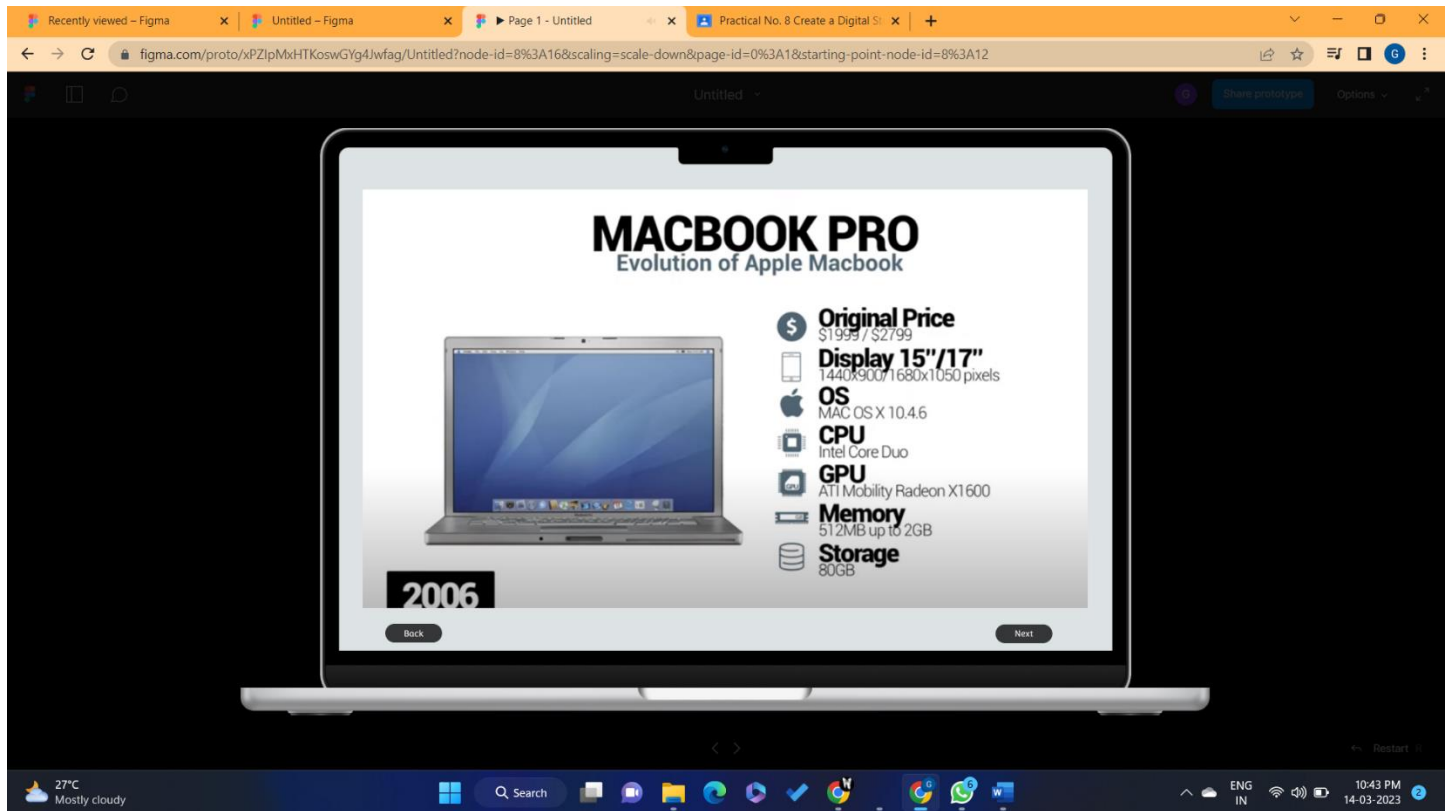 Recently viewed – Figma
Untitled – Figma
Page 1 - Untitled
Practical No. 8 Create a Digital St
figma.com/proto/xPZlpMxHTKoswGYg4Jwfag/Untitled?node-id=8%3A16&scaling=scale-down&page-id=0%3A1&starting-point-node-id=8%3A12
G
Untitled
G
Share prototype
Options
MACBOOK PRO
Evolution of Apple Macbook
$
Original Price
$1999 / $2799
Display 15"/17"
1440x900/1680x1050 pixels
OS
MAC OS X 10.4.6
CPU
Intel Core Duo
GPU
GPU
ATI Mobility Radeon X1600
Memory
512MB up to 2GB
Storage
80GB
2006
Back
Next
Restart R
27°C
Mostly cloudy
Search
W
G
6
W
ENG
IN
10:43 PM
14-03-2023
2